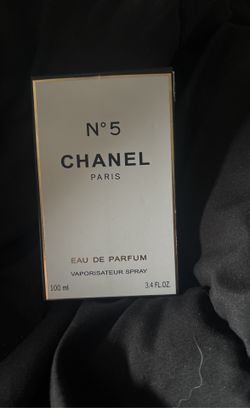 N°5
CHANEL
PARIS
EAU DE PARFUM
VAPORISATEUR SPRAY
100 ml 3.4 FL.OZ.